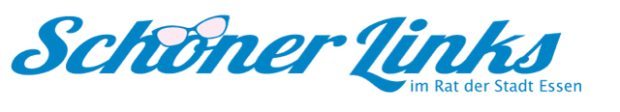 Schöner Links
im Rat der Stadt Essen